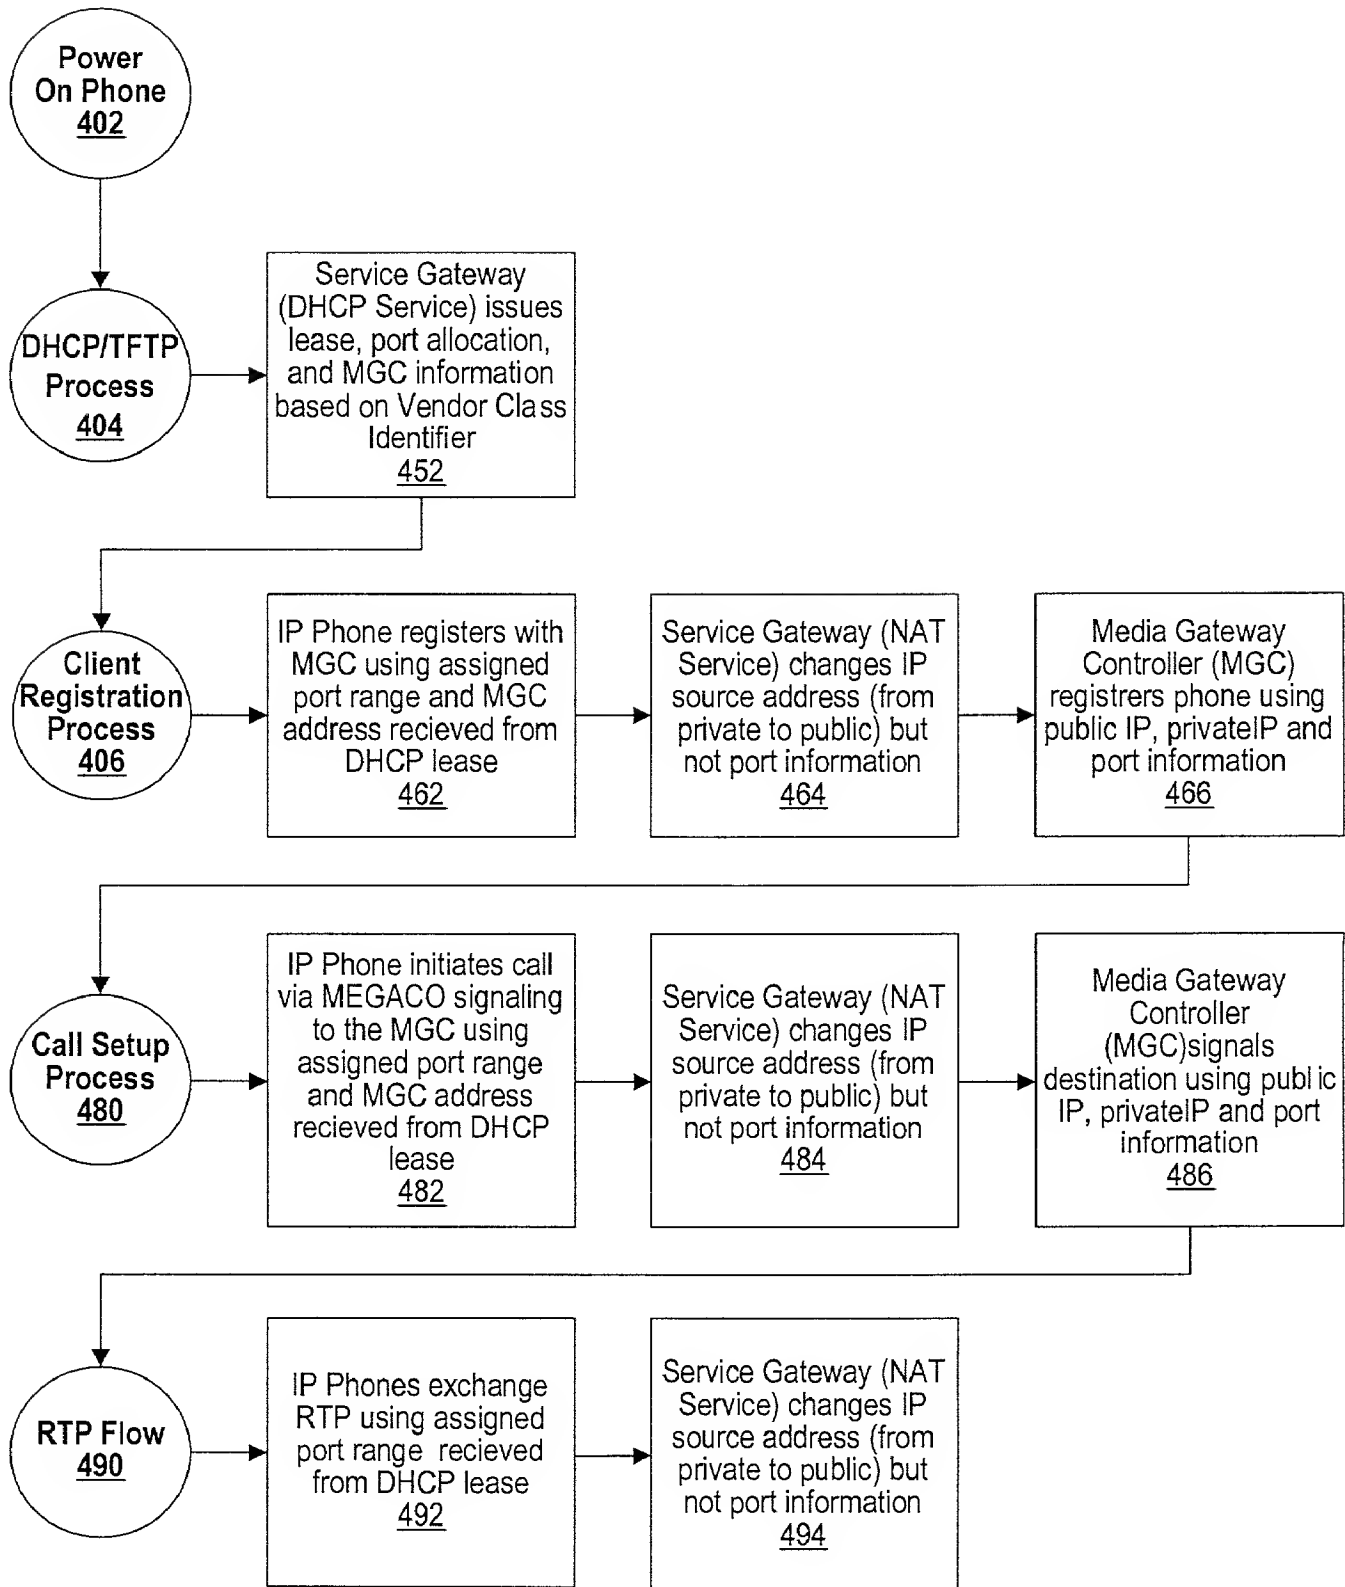 Power
On Phone
402
DHCP/TFTP
Process
404
Service Gateway
(DHCP Service) issues
lease, port allocation,
and MGC information
based on Vendor Class
Identifier
452
Client
Registration
Process
406
IP Phone registers with
MGC using assigned
port range and MGC
address recieved from
DHCP lease
462
Service Gateway (NAT
Service) changes IP
source address (from
private to public) but
not port information
464
Media Gateway
Controller (MGC)
registrers phone using
public IP, privateIP and
port information
466
Call Setup
Process
480
IP Phone initiates call
via MEGACO signaling
to the MGC using
assigned port range
and MGC address
recieved from DHCP
lease
482
Service Gateway (NAT
Service) changes IP
source address (from
private to public) but
not port information
484
Media Gateway
Controller
(MGC)signals
destination using public
IP, privateIP and port
information
486
RTP Flow
490
IP Phones exchange
RTP using assigned
port range recieved
from DHCP lease
492
Service Gateway (NAT
Service) changes IP
source address (from
private to public) but
not port information
494